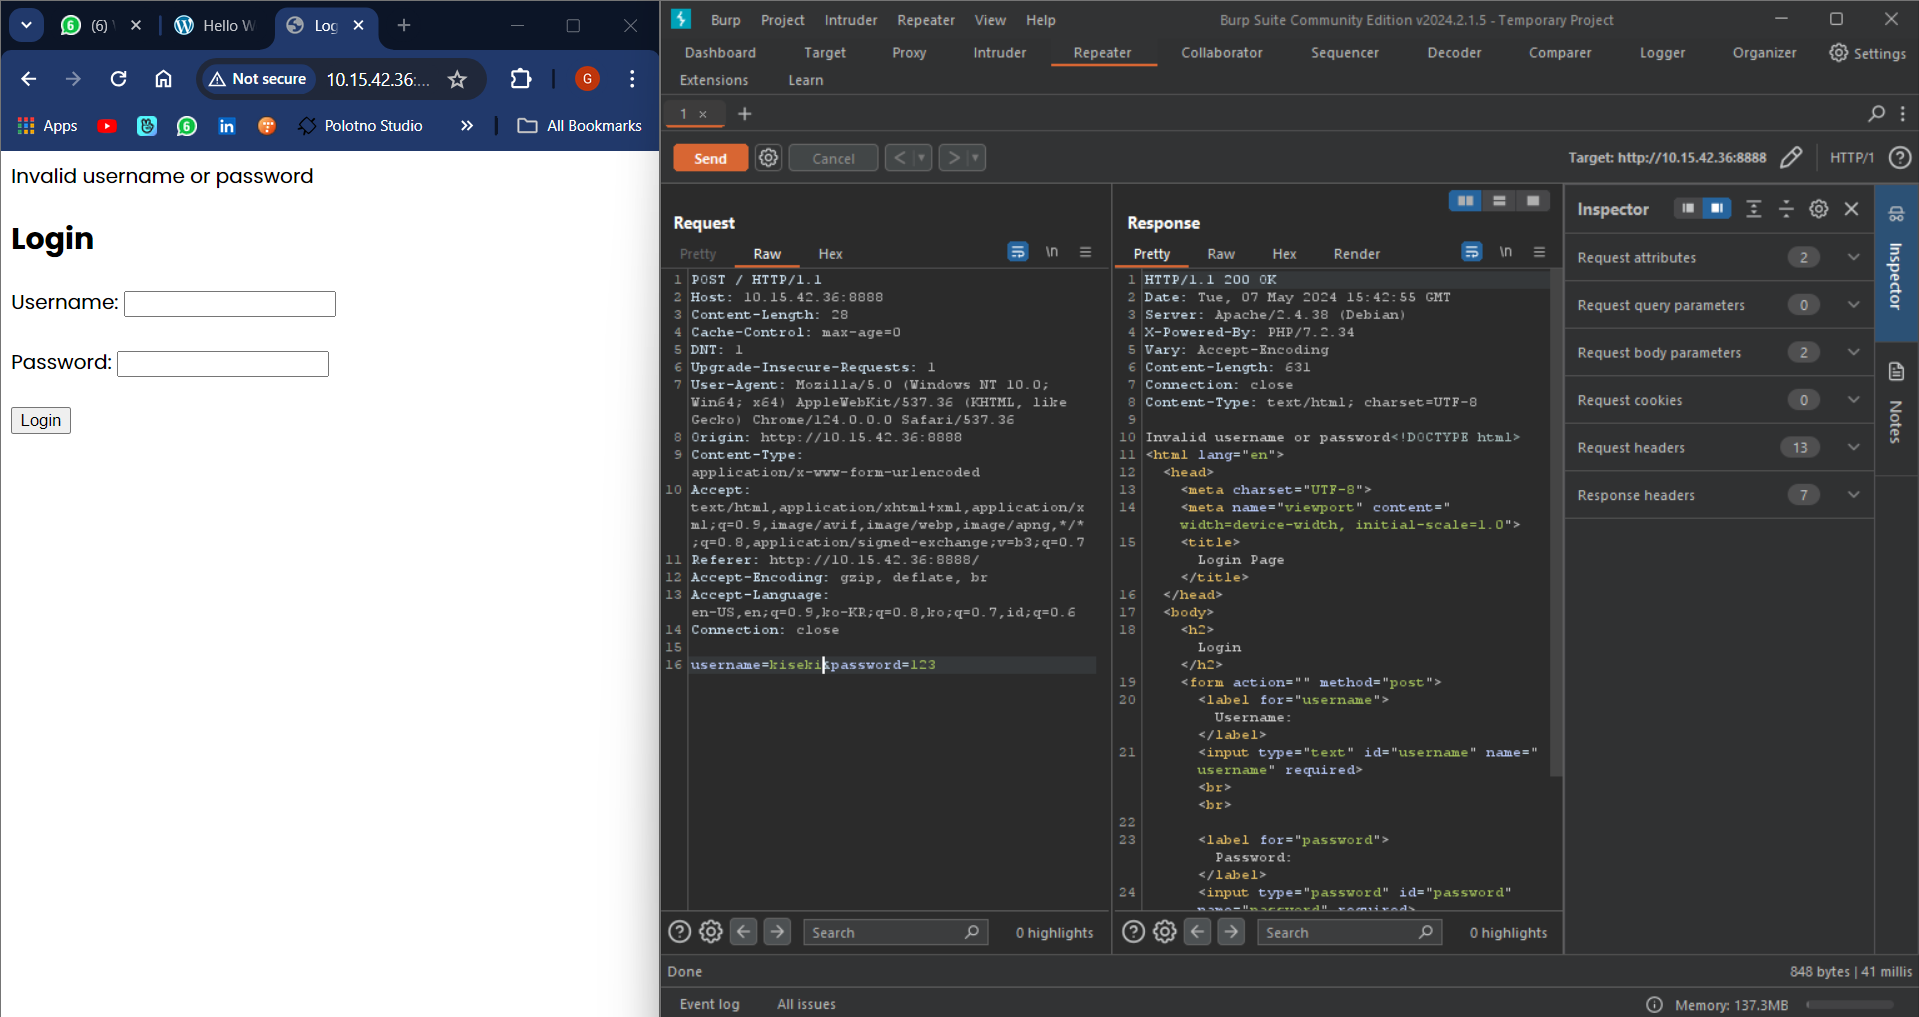 (6)
Hello W
Log
Not secure
10.15.42.36:...
G
Apps
6
in
Polotno Studio
»
All Bookmarks
Invalid username or password
Login
Username:
Password:
Login
Burp Project Intruder Repeater View Help
Burp Suite Community Edition v2024.2.1.5 - Temporary Project
Dashboard Target Proxy Intruder Repeater Collaborator Sequencer Decoder Comparer Logger Organizer Settings
Extensions Learn
1 × +
Send Cancel < >
Target: http://10.15.42.36:8888 HTTP/1 ?
Request
Pretty Raw Hex \n
1 POST / HTTP/1.1
2 Host: 10.15.42.36:8888
3 Content-Length: 28
4 Cache-Control: max-age=0
5 DNT: 1
6 Upgrade-Insecure-Requests: 1
7 User-Agent: Mozilla/5.0 (Windows NT 10.0;
Win64; x64) AppleWebKit/537.36 (KHTML, like
Gecko) Chrome/124.0.0.0 Safari/537.36
8 Origin: http://10.15.42.36:8888
9 Content-Type:
application/x-www-form-urlencoded
10 Accept:
text/html,application/xhtml+xml,application/x
ml;q=0.9,image/avif,image/webp,image/apng,*/*
;q=0.8,application/signed-exchange;v=b3;q=0.7
11 Referer: http://10.15.42.36:8888/
12 Accept-Encoding: gzip, deflate, br
13 Accept-Language:
en-US,en;q=0.9,ko-KR;q=0.8,ko;q=0.7,id;q=0.6
14 Connection: close
15
16 username=kiseki&password=123
? Search 0 highlights
Response
Pretty Raw Hex Render \n
1 HTTP/1.1 200 OK
2 Date: Tue, 07 May 2024 15:42:55 GMT
3 Server: Apache/2.4.38 (Debian)
4 X-Powered-By: PHP/7.2.34
5 Vary: Accept-Encoding
6 Content-Length: 631
7 Connection: close
8 Content-Type: text/html; charset=UTF-8
9
10 Invalid username or password<!DOCTYPE html>
11 <html lang="en">
12 <head>
13 <meta charset="UTF-8">
14 <meta name="viewport" content="
width=device-width, initial-scale=1.0">
15 <title>
Login Page
</title>
16 </head>
17 <body>
18 <h2>
Login
</h2>
19 <form action="" method="post">
20 <label for="username">
Username:
</label>
21 <input type="text" id="username" name="
username" required>
<br>
<br>
22
23 <label for="password">
Password:
</label>
24 <input type="password" id="password"
name="password" required>
? Search 0 highlights
Inspector
Request attributes 2
Request query parameters 0
Request body parameters 2
Request cookies 0
Request headers 13
Response headers 7
Inspector
Notes
Done
848 bytes | 41 millis
Event log All issues
Memory: 137.3MB